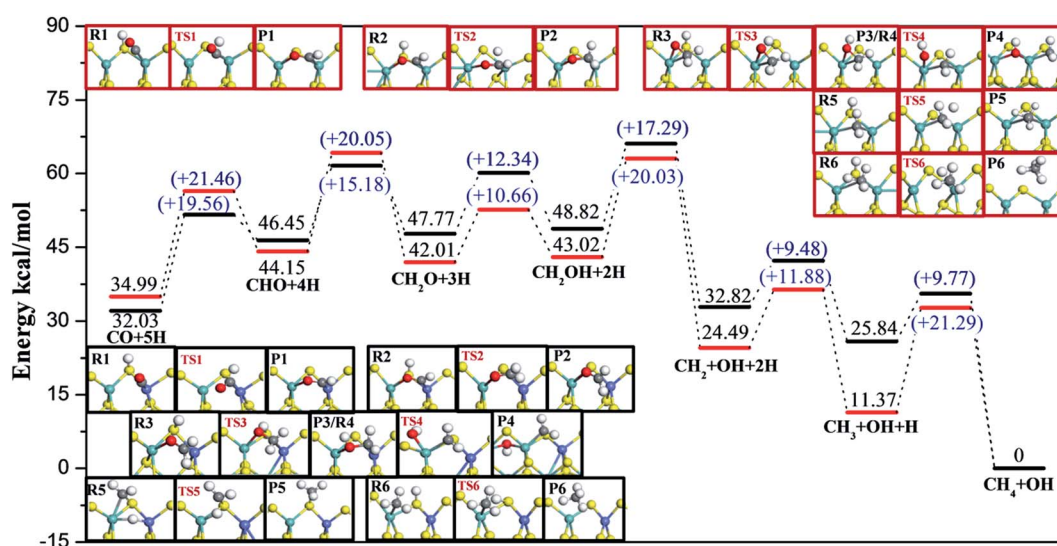 Energy kcal/mol
90
75
60
45
30
15
0
-15
R1 TS1 P1 R2 TS2 P2 R3 TS3 P3/R4 TS4 P4
R5 TS5 P5
R6 TS6 P6
(+21.46)
(+19.56)
(+20.05)
(+15.18)
(+12.34)
(+10.66)
(+17.29)
(+20.03)
(+9.48)
(+11.88)
(+9.77)
(+21.29)
34.99
32.03
CO+5H
46.45
44.15
CHO+4H
47.77
42.01
CH₂O+3H
48.82
43.02
CH₂OH+2H
32.82
24.49
CH₂+OH+2H
25.84
11.37
CH₃+OH+H
0
CH₄+OH
R1 TS1 P1 R2 TS2 P2
R3 TS3 P3/R4 TS4 P4
R5 TS5 P5 R6 TS6 P6